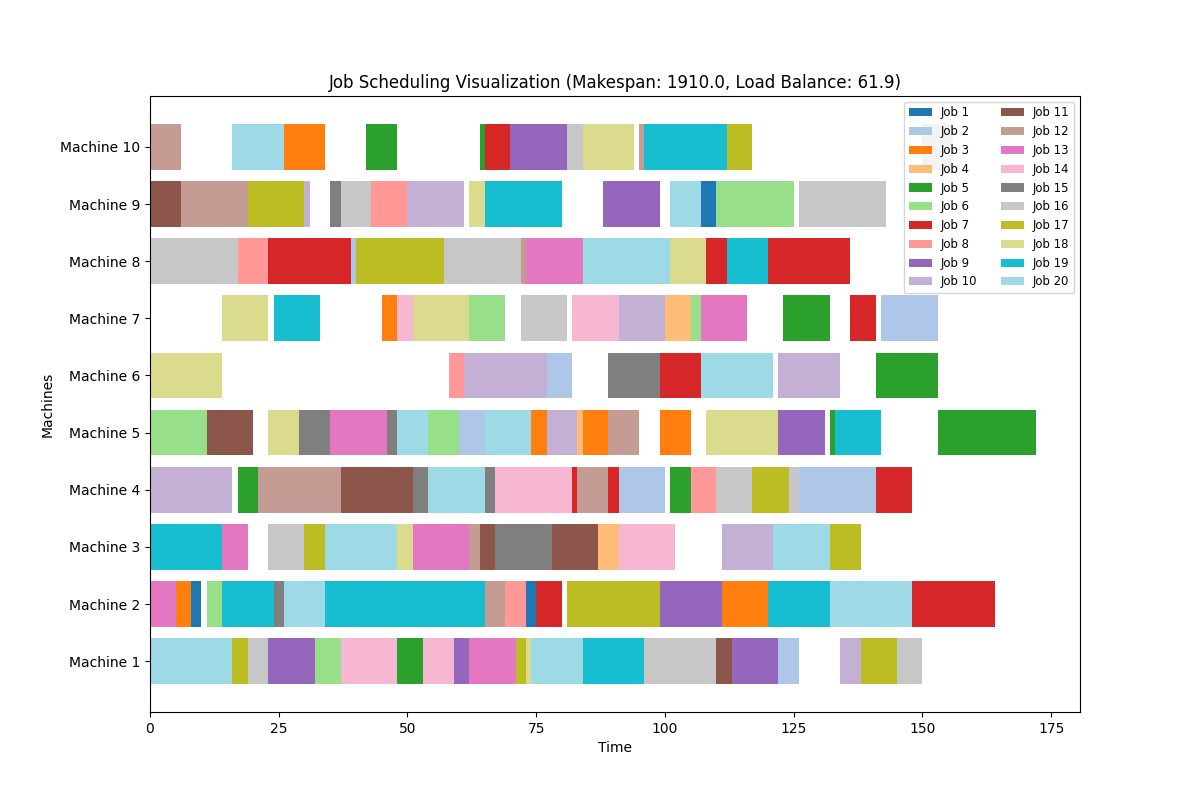 Job Scheduling Visualization (Makespan: 1910.0, Load Balance: 61.9)
Machine 10
Machine 9
Machine 8
Machine 7
Machine 6
Machine 5
Machine 4
Machine 3
Machine 2
Machine 1
Machines
0 25 50 75 100 125 150 175
Time
Job 1 Job 11
Job 2 Job 12
Job 3 Job 13
Job 4 Job 14
Job 5 Job 15
Job 6 Job 16
Job 7 Job 17
Job 8 Job 18
Job 9 Job 19
Job 10 Job 20